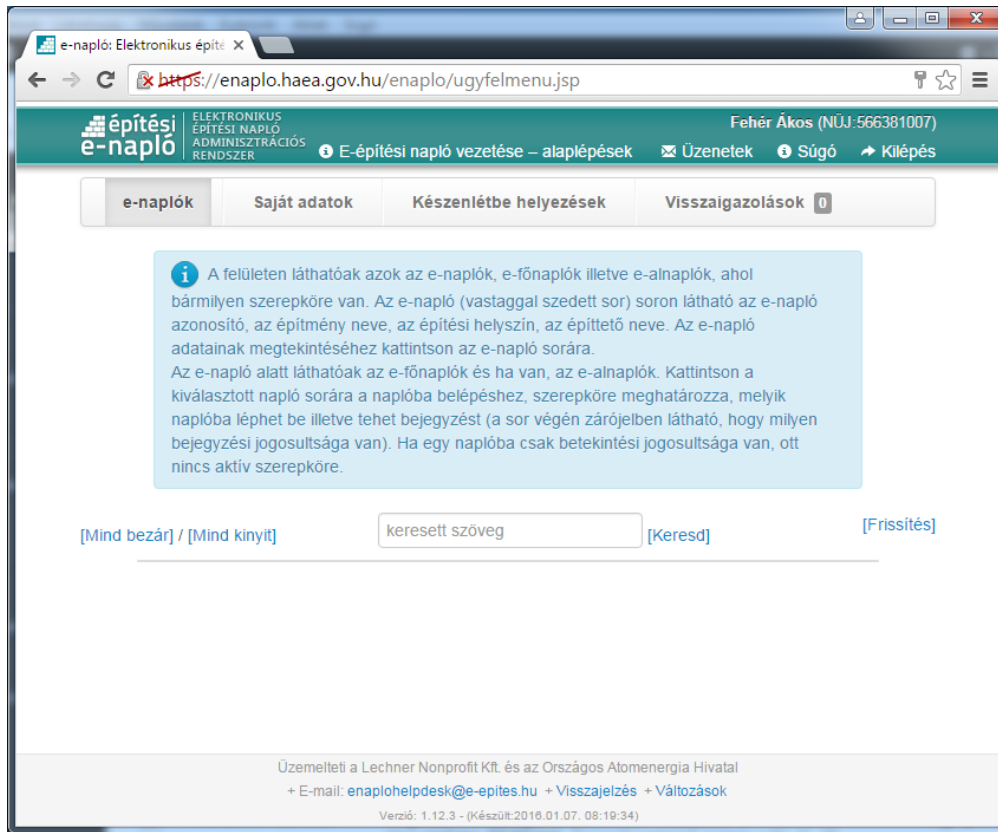 e-napló: Elektronikus építé
https://enaplo.haea.gov.hu/enaplo/ugyfelmenu.jsp
építési
e-napló
ELEKTRONIKUS
ÉPÍTÉSI NAPLÓ
ADMINISZTRÁCIÓS
RENDSZER
Fehér Ákos (NÜJ:566381007)
E-építési napló vezetése – alaplépések Üzenetek Súgó Kilépés
e-naplók Saját adatok Készenlétbe helyezések Visszaigazolások 0
A felületen láthatóak azok az e-naplók, e-főnaplók illetve e-alnaplók, ahol
bármilyen szerepköre van. Az e-napló (vastaggal szedett sor) soron látható az e-napló
azonosító, az építmény neve, az építési helyszín, az építtető neve. Az e-napló
adatainak megtekintéséhez kattintson az e-napló sorára.
Az e-napló alatt láthatóak az e-főnaplók és ha van, az e-alnaplók. Kattintson a
kiválasztott napló sorára a naplóba belépéshez, szerepköre meghatározza, melyik
naplóba léphet be illetve tehet bejegyzést (a sor végén zárójelben látható, hogy milyen
bejegyzési jogosultsága van). Ha egy naplóba csak betekintési jogosultsága van, ott
nincs aktív szerepköre.
[Mind bezár] / [Mind kinyit] keresett szöveg [Keresd] [Frissítés]
Üzemelteti a Lechner Nonprofit Kft. és az Országos Atomenergia Hivatal
+ E-mail: enaplohelpdesk@e-epites.hu + Visszajelzés + Változások
Verzió: 1.12.3 - (Készült:2016.01.07. 08:19:34)